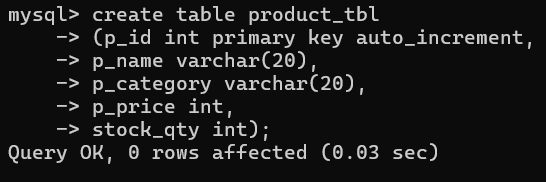 mysql> create table product_tbl
    -> (p_id int primary key auto_increment,
    -> p_name varchar(20),
    -> p_category varchar(20),
    -> p_price int,
    -> stock_qty int);
Query OK, 0 rows affected (0.03 sec)